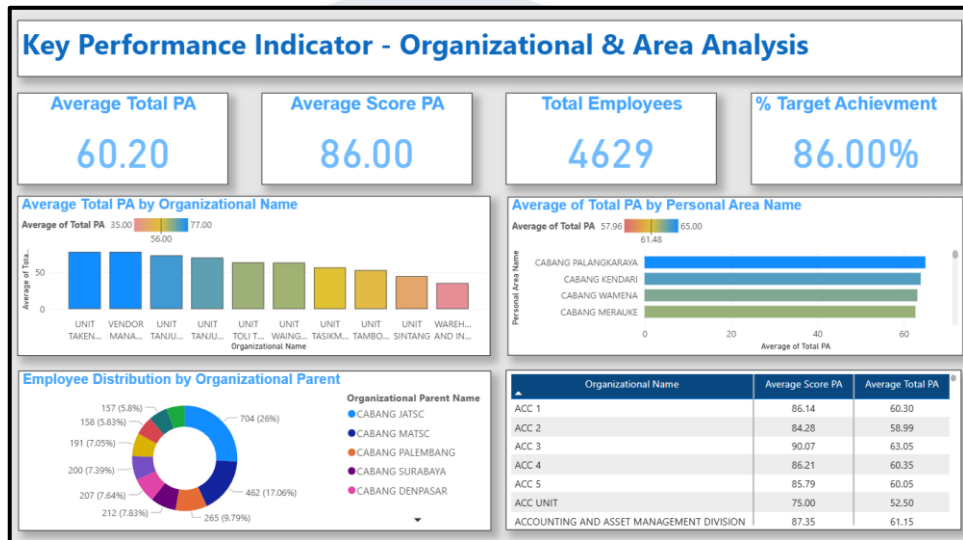 Key Performance Indicator - Organizational & Area Analysis
Average Total PA
60.20
Average Score PA
86.00
Total Employees
4629
% Target Achievment
86.00%
Average Total PA by Organizational Name
Average of Total PA 35.00 77.00
56.00
Average of Tota...
50
0
UNIT TAKEN...
VENDOR MANA...
UNIT TANJU...
UNIT TANJU...
UNIT TOLI T...
UNIT WAING...
UNIT TASIKM...
UNIT TAMBO...
UNIT SINTANG
WAREH... AND IN...
Organizational Name
Average of Total PA by Personal Area Name
Average of Total PA 57.96 65.00
61.48
Personal Area Name
CABANG PALANGKARAYA
CABANG KENDARI
CABANG WAMENA
CABANG MERAUKE
0 20 40 60
Average of Total PA
Employee Distribution by Organizational Parent
157 (5.8%)
158 (5.83%)
191 (7.05%)
200 (7.39%)
207 (7.64%)
212 (7.83%)
265 (9.79%)
462 (17.06%)
704 (26%)
Organizational Parent Name
CABANG JATSC
CABANG MATSC
CABANG PALEMBANG
CABANG SURABAYA
CABANG DENPASAR
Organizational Name Average Score PA Average Total PA
ACC 1 86.14 60.30
ACC 2 84.28 58.99
ACC 3 90.07 63.05
ACC 4 86.21 60.35
ACC 5 85.79 60.05
ACC UNIT 75.00 52.50
ACCOUNTING AND ASSET MANAGEMENT DIVISION 87.35 61.15